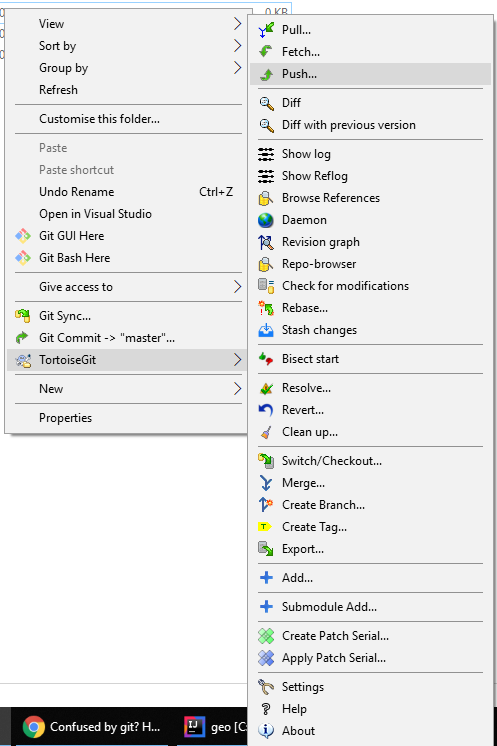 0 KB
View
Sort by
Group by
Refresh
Customise this folder...
Paste
Paste shortcut
Undo Rename Ctrl+Z
Open in Visual Studio
Git GUI Here
Git Bash Here
Give access to
Git Sync...
Git Commit -> "master"...
TortoiseGit
New
Properties
Pull...
Fetch...
Push...
Diff
Diff with previous version
Show log
Show Reflog
Browse References
Daemon
Revision graph
Repo-browser
Check for modifications
Rebase...
Stash changes
Bisect start
Resolve...
Revert...
Clean up...
Switch/Checkout...
Merge...
Create Branch...
Create Tag...
Export...
Add...
Submodule Add...
Create Patch Serial...
Apply Patch Serial...
Settings
Help
About
Confused by git? H...
IJ
geo [C: